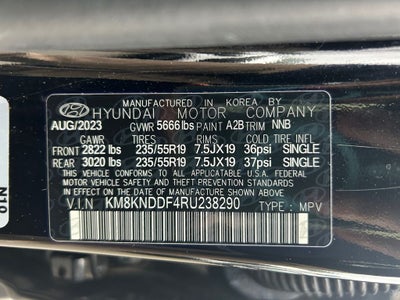 MANUFACTURED IN KOREA BY
HYUNDAI MOTOR COMPANY
AUG/2023 GVWR 5666 lbs PAINT A2B TRIM NNB
GAWR TIRES RIMS COLD TIRE INFL
FRONT 2822 lbs 235/55R19 7.5JX19 36psi SINGLE
REAR 3020 lbs 235/55R19 7.5JX19 37psi SINGLE
THIS VEHICLE CONFORMS TO ALL APPLICABLE U.S.A FEDERAL
MOTOR VEHICLE SAFETY AND THEFT PREVENTION STANDARDS
IN EFFECT ON THE DATE OF MANUFACTURE SHOWN ABOVE.
V.I.N KM8KNDDF4RU238290 TYPE : MPV